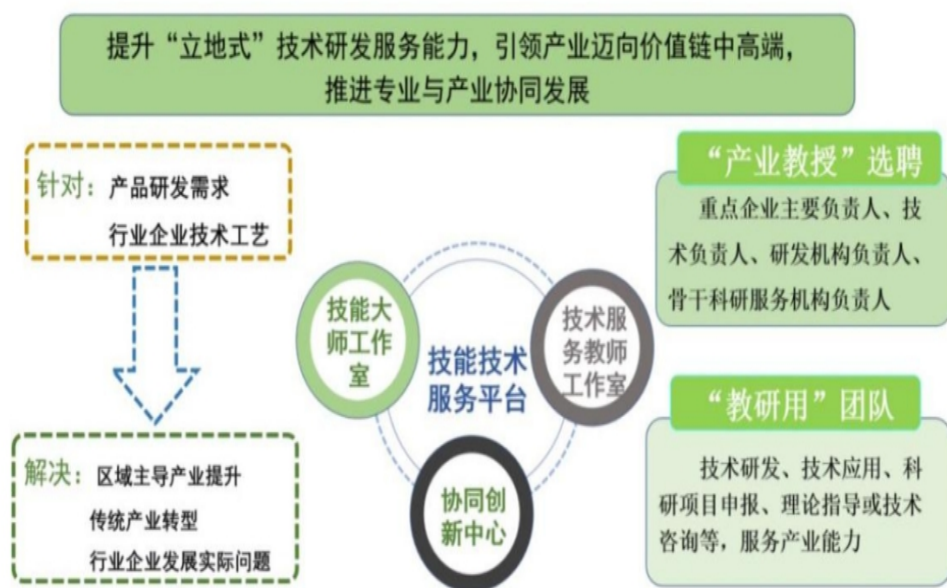 提升“立地式”技术研发服务能力，引领产业迈向价值链中高端，
推进专业与产业协同发展
针对：产品研发需求
行业企业技术工艺
解决：区域主导产业提升
传统产业转型
行业企业发展实际问题
技能大
师工作
室
技能技术
服务平台
技术服
务教师
工作室
协同创
新中心
“产业教授”选聘
重点企业主要负责人、技
术负责人、研发机构负责人、
骨干科研服务机构负责人
“教研用”团队
技术研发、技术应用、科
研项目申报、理论指导或技术
咨询等，服务产业能力